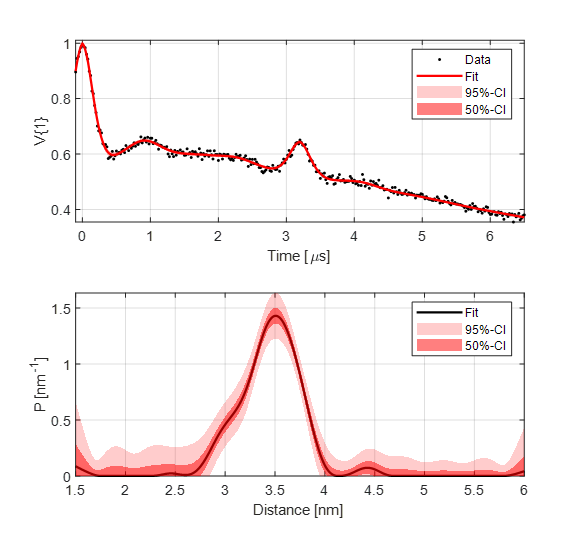 1
0.8
0.6
0.4
V{1}
Data
Fit
95%-CI
50%-CI
0 1 2 3 4 5 6
Time [ μs]
1.5
1
0.5
0
P [nm-1]
Fit
95%-CI
50%-CI
1.5 2 2.5 3 3.5 4 4.5 5 5.5 6
Distance [nm]